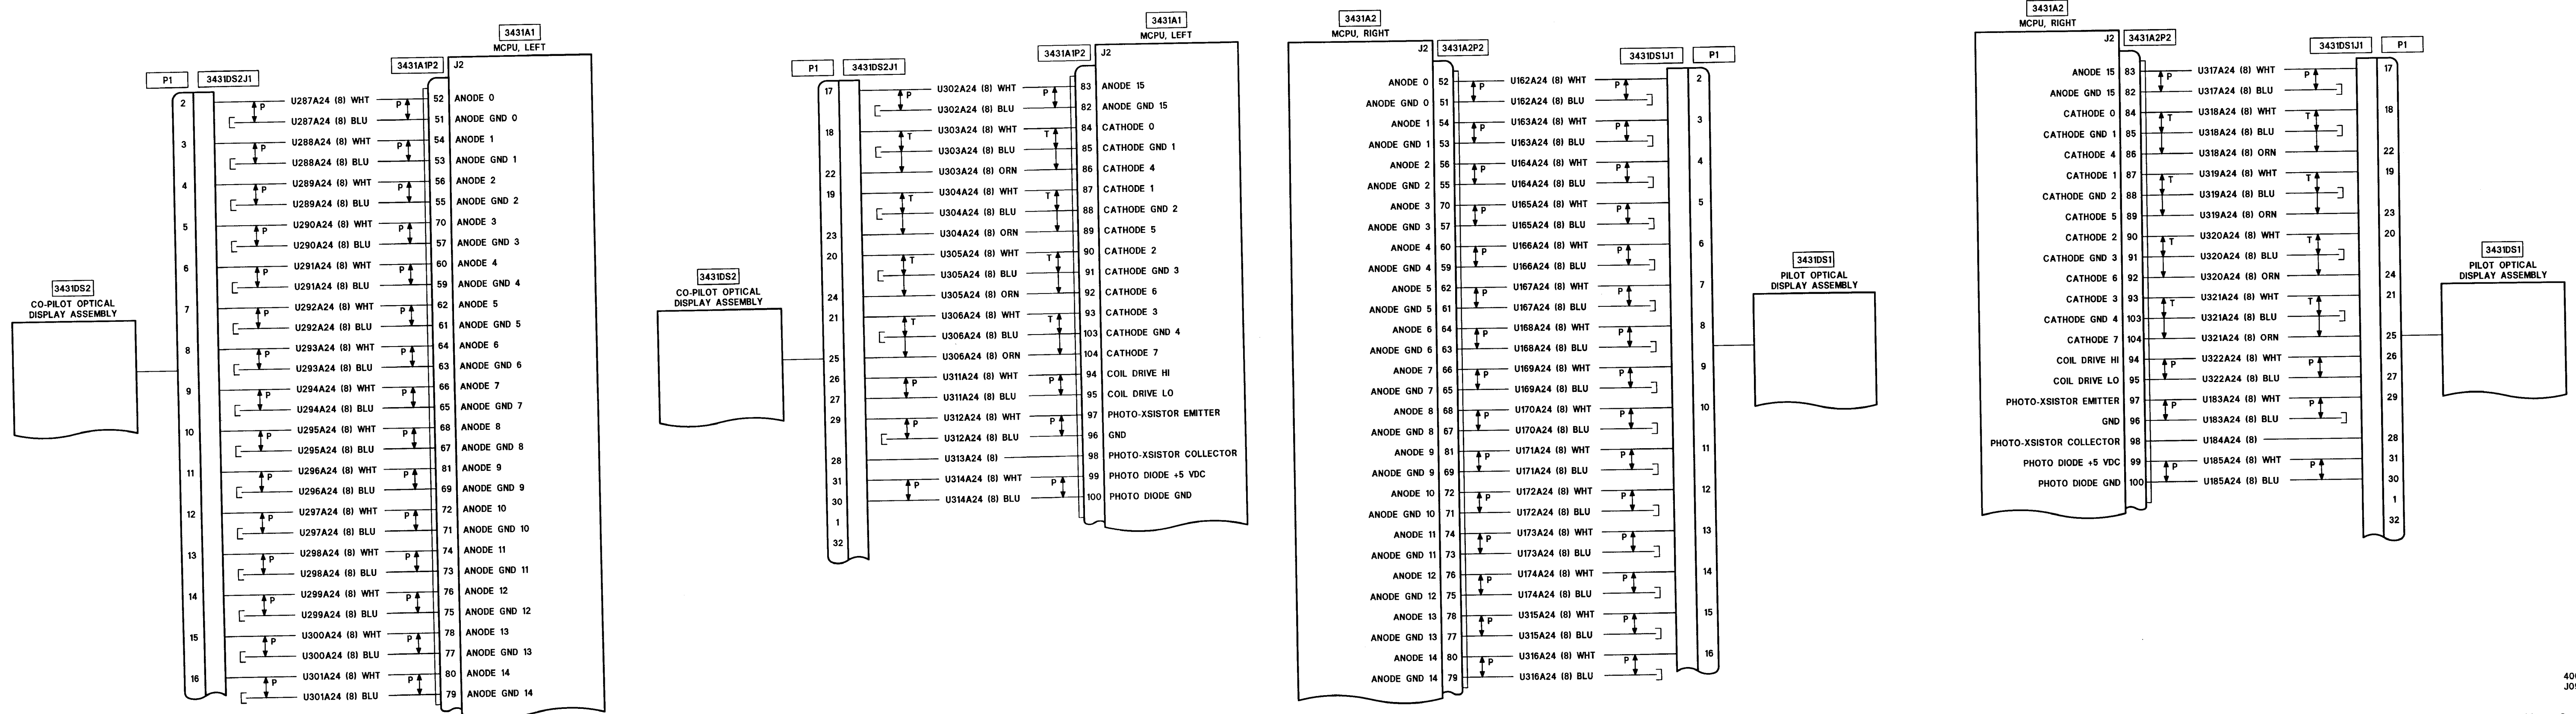 3431A1
MCPU, LEFT
P1 3431DS2J1 3431A1P2 J2
2 U287A24 (8) WHT P P 52 ANODE 0
U287A24 (8) BLU 51 ANODE GND 0
3 U288A24 (8) WHT P P 54 ANODE 1
U288A24 (8) BLU 53 ANODE GND 1
4 U289A24 (8) WHT P P 56 ANODE 2
U289A24 (8) BLU 55 ANODE GND 2
5 U290A24 (8) WHT P P 70 ANODE 3
U290A24 (8) BLU 57 ANODE GND 3
6 U291A24 (8) WHT P P 60 ANODE 4
U291A24 (8) BLU 59 ANODE GND 4
7 U292A24 (8) WHT P P 62 ANODE 5
U292A24 (8) BLU 61 ANODE GND 5
8 U293A24 (8) WHT P P 64 ANODE 6
U293A24 (8) BLU 63 ANODE GND 6
9 U294A24 (8) WHT P P 66 ANODE 7
U294A24 (8) BLU 65 ANODE GND 7
10 U295A24 (8) WHT P P 68 ANODE 8
U295A24 (8) BLU 67 ANODE GND 8
11 U296A24 (8) WHT P P 81 ANODE 9
U296A24 (8) BLU 69 ANODE GND 9
12 U297A24 (8) WHT P P 72 ANODE 10
U297A24 (8) BLU 71 ANODE GND 10
13 U298A24 (8) WHT P P 74 ANODE 11
U298A24 (8) BLU 73 ANODE GND 11
14 U299A24 (8) WHT P P 76 ANODE 12
U299A24 (8) BLU 75 ANODE GND 12
15 U300A24 (8) WHT P P 78 ANODE 13
U300A24 (8) BLU 77 ANODE GND 13
16 U301A24 (8) WHT P P 80 ANODE 14
U301A24 (8) BLU 79 ANODE GND 14
3431DS2
CO-PILOT OPTICAL
DISPLAY ASSEMBLY
3431A1
MCPU, LEFT
P1 3431DS2J1 3431A1P2 J2
17 U302A24 (8) WHT P P 83 ANODE 15
U302A24 (8) BLU 82 ANODE GND 15
18 U303A24 (8) WHT T T 84 CATHODE 0
U303A24 (8) BLU 85 CATHODE GND 1
22 U303A24 (8) ORN 86 CATHODE 4
19 U304A24 (8) WHT T T 87 CATHODE 1
U304A24 (8) BLU 88 CATHODE GND 2
23 U304A24 (8) ORN 89 CATHODE 5
20 U305A24 (8) WHT T T 90 CATHODE 2
U305A24 (8) BLU 91 CATHODE GND 3
24 U305A24 (8) ORN 92 CATHODE 6
21 U306A24 (8) WHT T T 93 CATHODE 3
U306A24 (8) BLU 103 CATHODE GND 4
25 U306A24 (8) ORN 104 CATHODE 7
26 U311A24 (8) WHT P P 94 COIL DRIVE HI
27 U311A24 (8) BLU 95 COIL DRIVE LO
29 U312A24 (8) WHT P P 97 PHOTO-XSISTOR EMITTER
U312A24 (8) BLU 96 GND
28 U313A24 (8) 98 PHOTO-XSISTOR COLLECTOR
31 U314A24 (8) WHT P P 99 PHOTO DIODE +5 VDC
30 U314A24 (8) BLU 100 PHOTO DIODE GND
1
32
3431DS2
CO-PILOT OPTICAL
DISPLAY ASSEMBLY
3431A2
MCPU, RIGHT
J2 3431A2P2 3431DS1J1 P1
ANODE 0 52 P U162A24 (8) WHT P 2
ANODE GND 0 51 U162A24 (8) BLU
ANODE 1 54 P U163A24 (8) WHT P 3
ANODE GND 1 53 U163A24 (8) BLU
ANODE 2 56 P U164A24 (8) WHT P 4
ANODE GND 2 55 U164A24 (8) BLU
ANODE 3 70 P U165A24 (8) WHT P 5
ANODE GND 3 57 U165A24 (8) BLU
ANODE 4 60 P U166A24 (8) WHT P 6
ANODE GND 4 59 U166A24 (8) BLU
ANODE 5 62 P U167A24 (8) WHT P 7
ANODE GND 5 61 U167A24 (8) BLU
ANODE 6 64 P U168A24 (8) WHT P 8
ANODE GND 6 63 U168A24 (8) BLU
ANODE 7 66 P U169A24 (8) WHT P 9
ANODE GND 7 65 U169A24 (8) BLU
ANODE 8 68 P U170A24 (8) WHT P 10
ANODE GND 8 67 U170A24 (8) BLU
ANODE 9 81 P U171A24 (8) WHT P 11
ANODE GND 9 69 U171A24 (8) BLU
ANODE 10 72 P U172A24 (8) WHT P 12
ANODE GND 10 71 U172A24 (8) BLU
ANODE 11 74 P U173A24 (8) WHT P 13
ANODE GND 11 73 U173A24 (8) BLU
ANODE 12 76 P U174A24 (8) WHT P 14
ANODE GND 12 75 U174A24 (8) BLU
ANODE 13 78 P U315A24 (8) WHT P 15
ANODE GND 13 77 U315A24 (8) BLU
ANODE 14 80 P U316A24 (8) WHT P 16
ANODE GND 14 79 U316A24 (8) BLU
3431DS1
PILOT OPTICAL
DISPLAY ASSEMBLY
3431A2
MCPU, RIGHT
J2 3431A2P2 3431DS1J1 P1
ANODE 15 83 P U317A24 (8) WHT P 17
ANODE GND 15 82 U317A24 (8) BLU
CATHODE 0 84 T U318A24 (8) WHT T 18
CATHODE GND 1 85 U318A24 (8) BLU
CATHODE 4 86 U318A24 (8) ORN 22
CATHODE 1 87 T U319A24 (8) WHT T 19
CATHODE GND 2 88 U319A24 (8) BLU
CATHODE 5 89 U319A24 (8) ORN 23
CATHODE 2 90 T U320A24 (8) WHT T 20
CATHODE GND 3 91 U320A24 (8) BLU
CATHODE 6 92 U320A24 (8) ORN 24
CATHODE 3 93 T U321A24 (8) WHT T 21
CATHODE GND 4 103 U321A24 (8) BLU
CATHODE 7 104 U321A24 (8) ORN 25
COIL DRIVE HI 94 P U322A24 (8) WHT P 26
COIL DRIVE LO 95 U322A24 (8) BLU 27
PHOTO-XSISTOR EMITTER 97 P U183A24 (8) WHT P 29
GND 96 U183A24 (8) BLU
PHOTO-XSISTOR COLLECTOR 98 U184A24 (8) 28
PHOTO DIODE +5 VDC 99 P U185A24 (8) WHT P 31
PHOTO DIODE GND 100 U185A24 (8) BLU 30
1
32
3431DS1
PILOT OPTICAL
DISPLAY ASSEMBLY